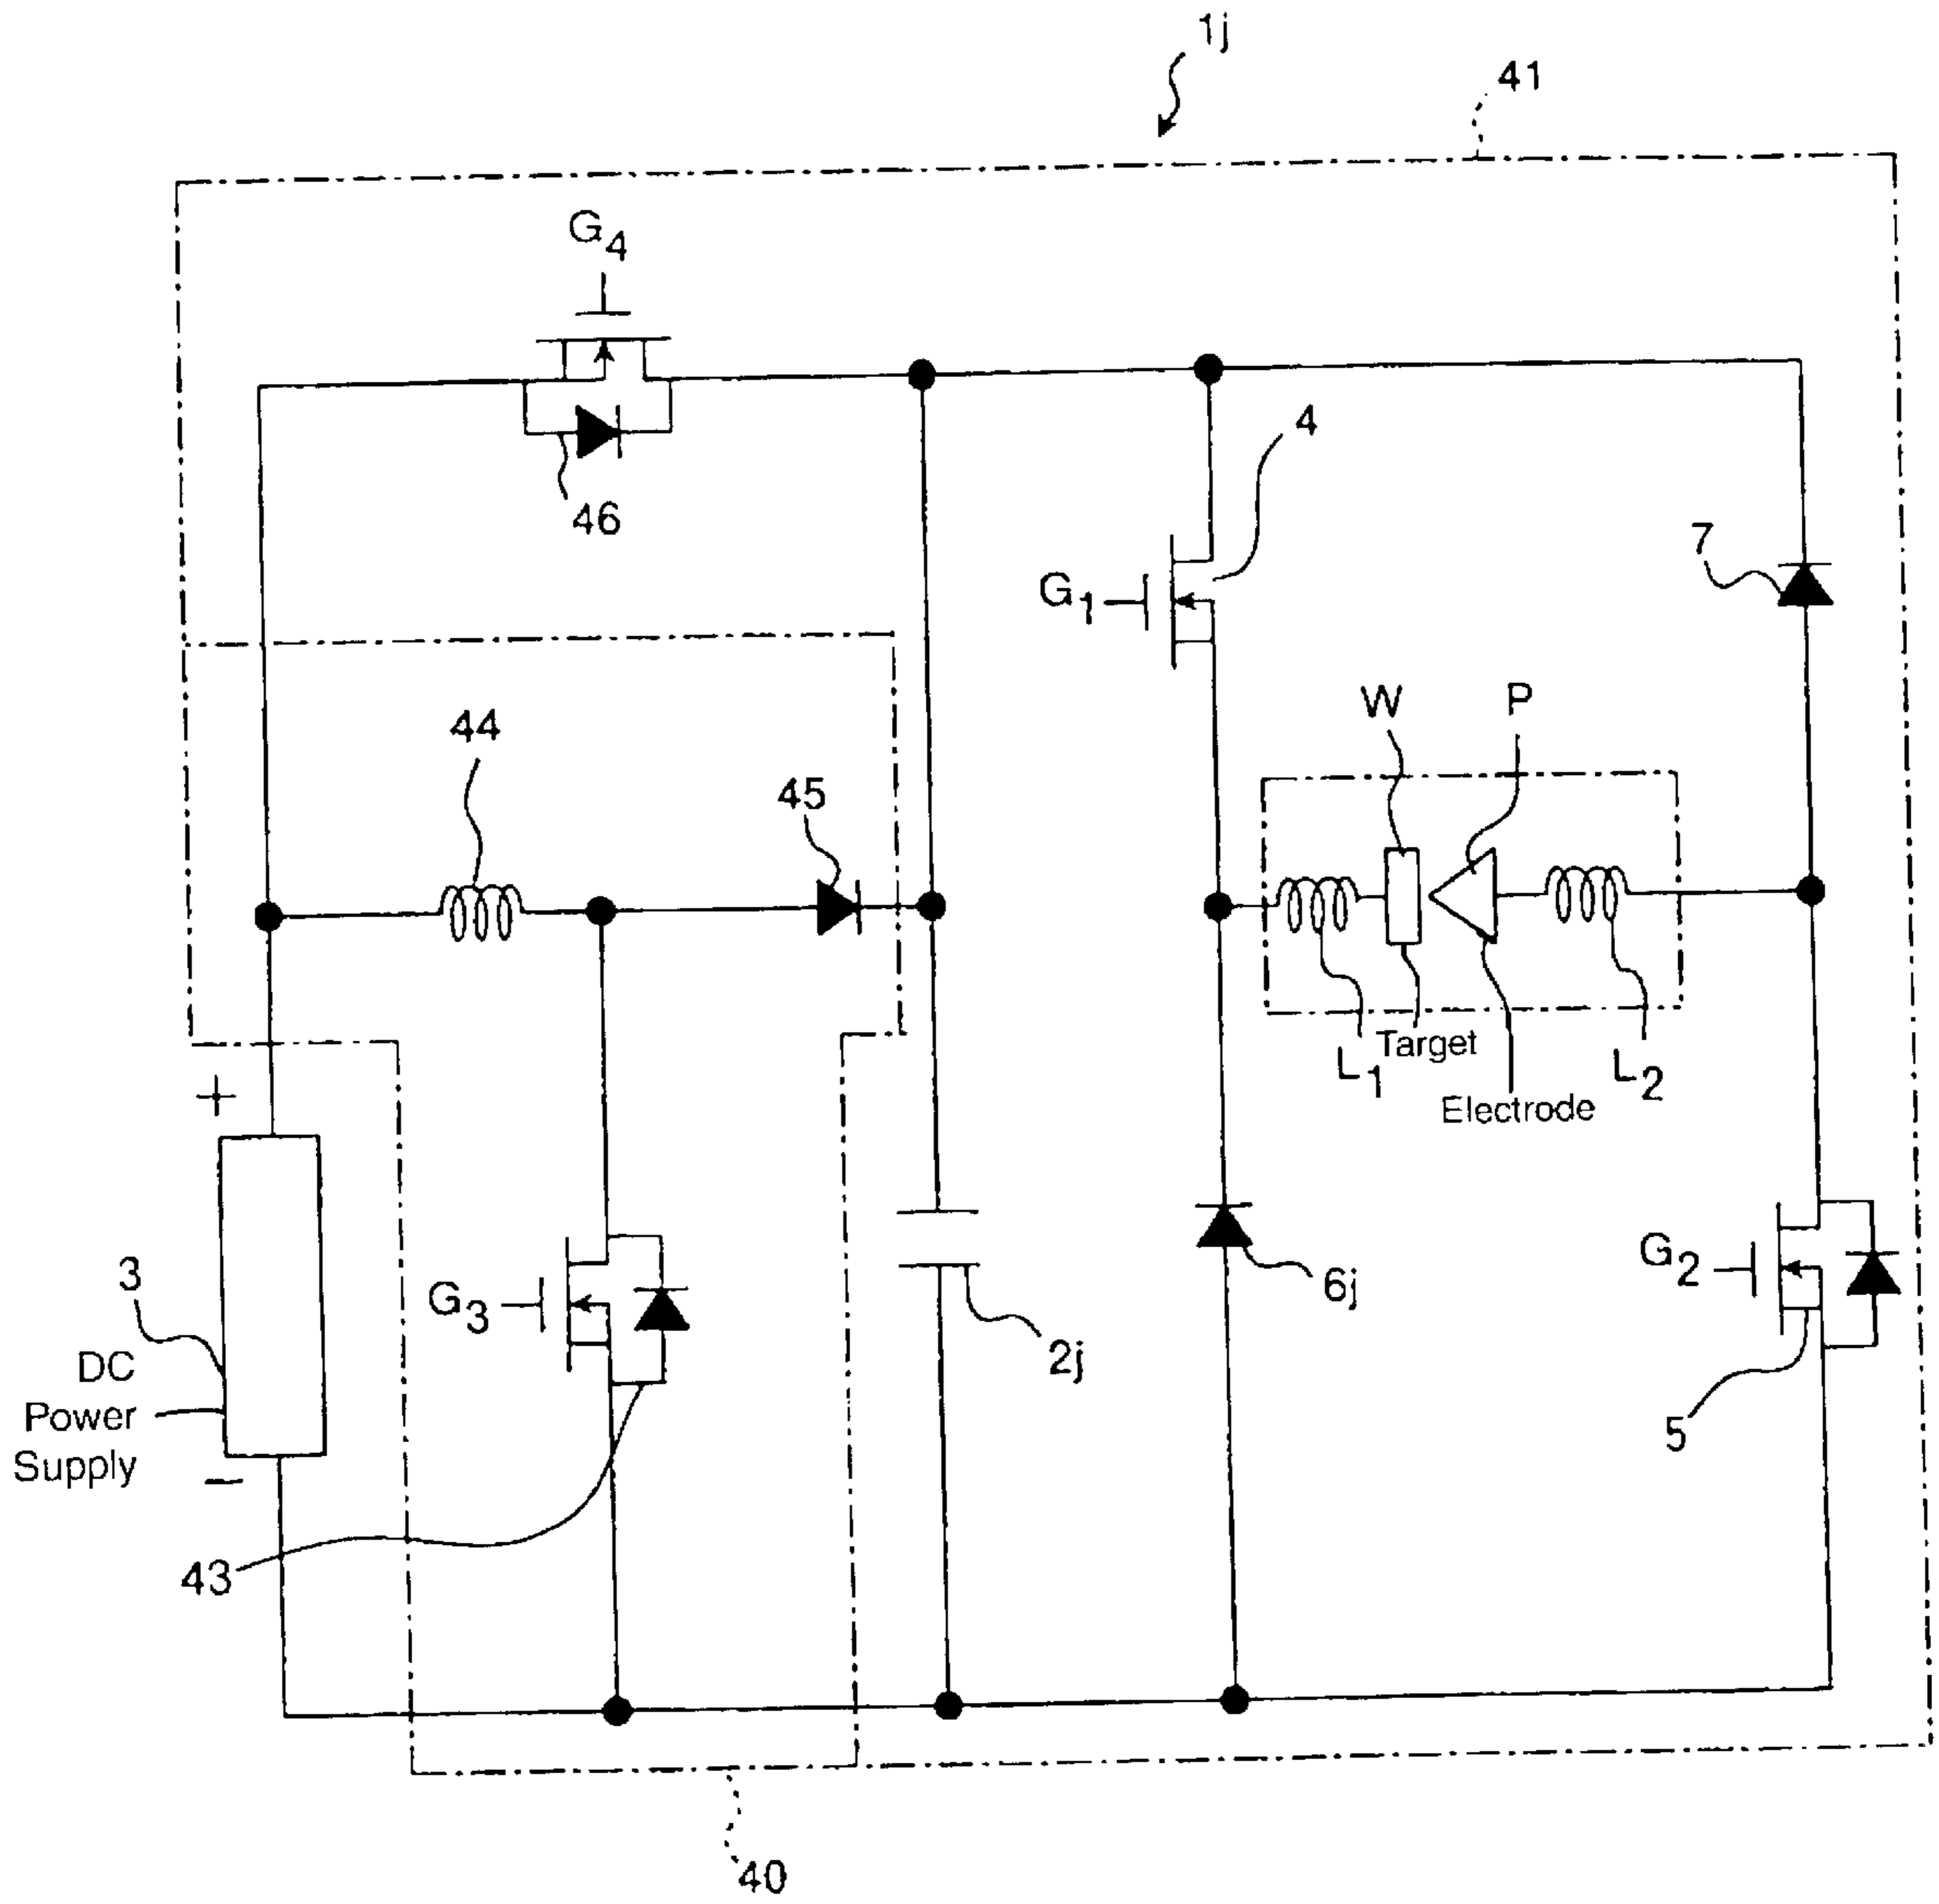 1j
41
G4
46
4
G1
7
W
P
44
45
L1
Target
L2
Electrode
+
3
DC
Power
Supply
−
G3
2j
6j
G2
5
43
40